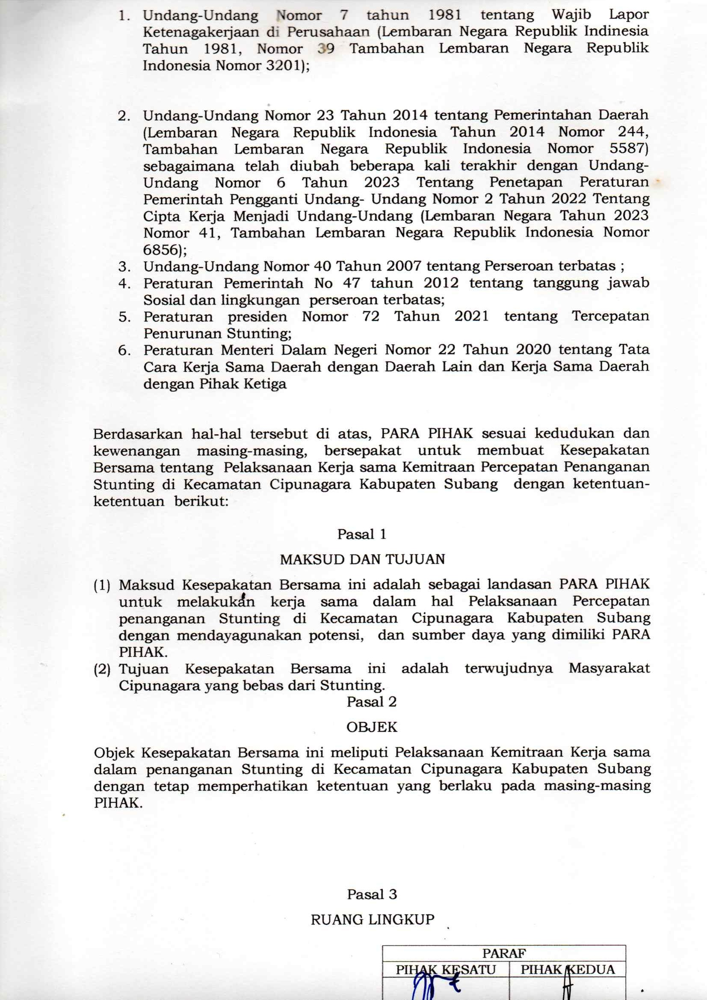 1. Undang-Undang Nomor 7 tahun 1981 tentang Wajib Lapor
Ketenagakerjaan di Perusahaan (Lembaran Negara Republik Indinesia
Tahun 1981, Nomor 39 Tambahan Lembaran Negara Republik
Indonesia Nomor 3201);
2. Undang-Undang Nomor 23 Tahun 2014 tentang Pemerintahan Daerah
(Lembaran Negara Republik Indonesia Tahun 2014 Nomor 244,
Tambahan Lembaran Negara Republik Indonesia Nomor 5587)
sebagaimana telah diubah beberapa kali terakhir dengan Undang-
Undang Nomor 6 Tahun 2023 Tentang Penetapan Peraturan
Pemerintah Pengganti Undang- Undang Nomor 2 Tahun 2022 Tentang
Cipta Kerja Menjadi Undang-Undang (Lembaran Negara Tahun 2023
Nomor 41, Tambahan Lembaran Negara Republik Indonesia Nomor
6856);
3. Undang-Undang Nomor 40 Tahun 2007 tentang Perseroan terbatas ;
4. Peraturan Pemerintah No 47 tahun 2012 tentang tanggung jawab
Sosial dan lingkungan perseroan terbatas;
5. Peraturan presiden Nomor 72 Tahun 2021 tentang Tercepatan
Penurunan Stunting;
6. Peraturan Menteri Dalam Negeri Nomor 22 Tahun 2020 tentang Tata
Cara Kerja Sama Daerah dengan Daerah Lain dan Kerja Sama Daerah
dengan Pihak Ketiga
Berdasarkan hal-hal tersebut di atas, PARA PIHAK sesuai kedudukan dan
kewenangan masing-masing, bersepakat untuk membuat Kesepakatan
Bersama tentang Pelaksanaan Kerja sama Kemitraan Percepatan Penanganan
Stunting di Kecamatan Cipunagara Kabupaten Subang dengan ketentuan-
ketentuan berikut:
Pasal 1
MAKSUD DAN TUJUAN
(1) Maksud Kesepakatan Bersama ini adalah sebagai landasan PARA PIHAK
untuk melakukan kerja sama dalam hal Pelaksanaan Percepatan
penanganan Stunting di Kecamatan Cipunagara Kabupaten Subang
dengan mendayagunakan potensi, dan sumber daya yang dimiliki PARA
PIHAK.
(2) Tujuan Kesepakatan Bersama ini adalah terwujudnya Masyarakat
Cipunagara yang bebas dari Stunting.
Pasal 2
OBJEK
Objek Kesepakatan Bersama ini meliputi Pelaksanaan Kemitraan Kerja sama
dalam penanganan Stunting di Kecamatan Cipunagara Kabupaten Subang
dengan tetap memperhatikan ketentuan yang berlaku pada masing-masing
PIHAK.
Pasal 3
RUANG LINGKUP
PARAF
PIHAK KESATU PIHAK KEDUA